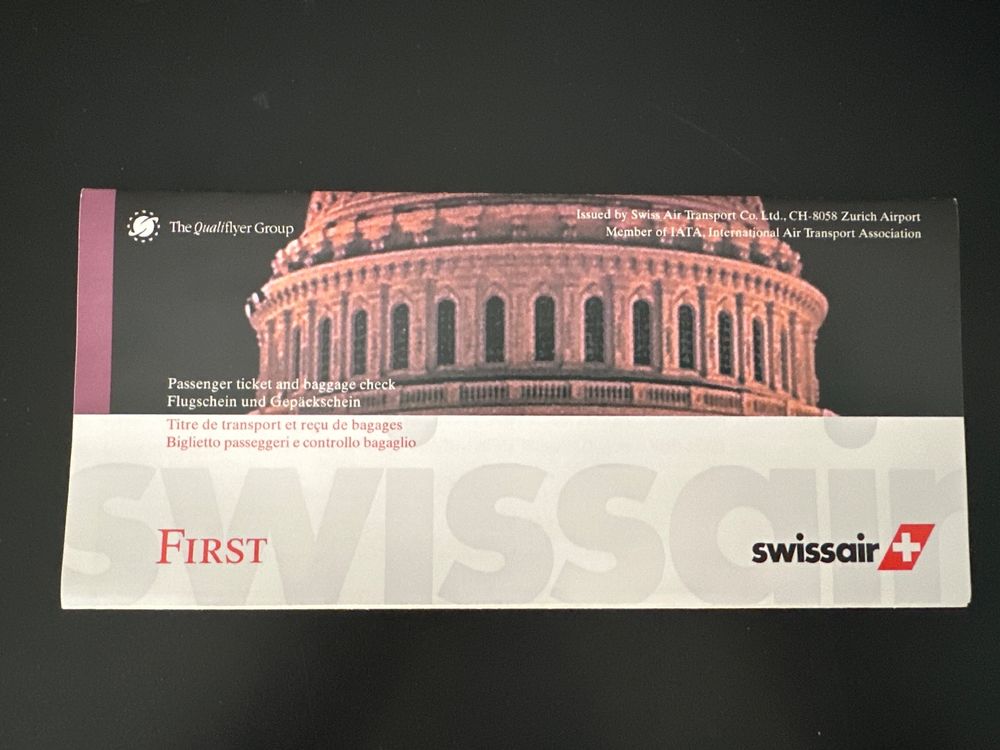 The Qualiflyer Group
Issued by Swiss Air Transport Co. Ltd., CH-8058 Zurich Airport
Member of IATA, International Air Transport Association
Passenger ticket and baggage check
Flugschein und Gepäckschein
Titre de transport et reçu de bagages
Biglietto passeggeri e controllo bagaglio
swissair
FIRST
swissair